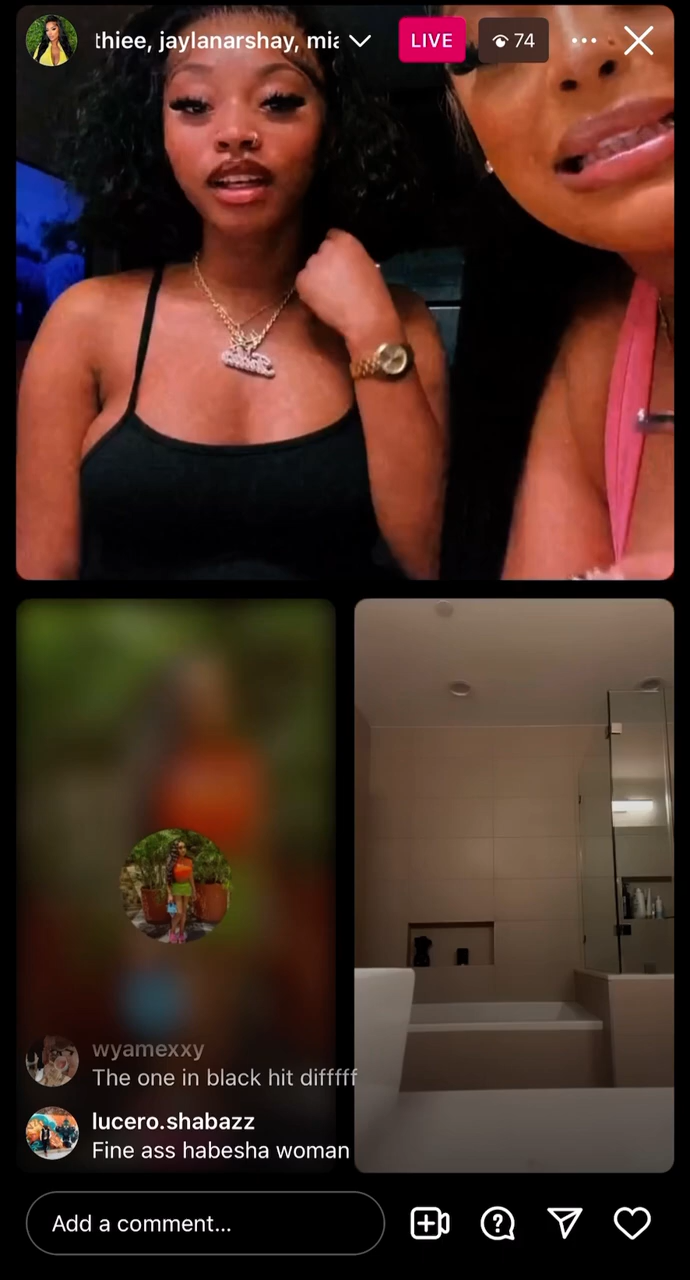 thiee, jaylanarshay, mia
LIVE
74
wyamexxy
The one in black hit difffff
lucero.shabazz
Fine ass habesha woman
Add a comment...